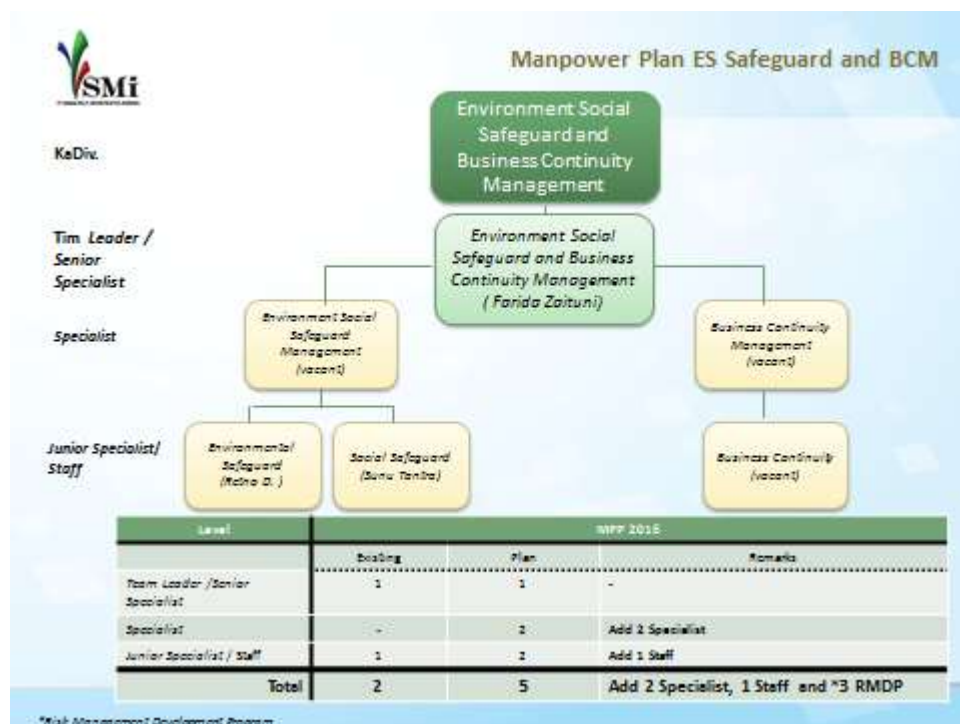 SMi
Manpower Plan ES Safeguard and BCM
Environment Social
Safeguard and
Business Continuity
Management
KaDiv.
Tim Leader /
Senior
Specialist
Environment Social
Safeguard and Business
Continuity Management
( Farida Zaituni)
Specialist
Environment Social
Safeguard
Management
(vacant)
Business Continuity
Management
(vacant)
Junior Specialist/
Staff
Environmental
Safeguard
(Retno D. )
Social Safeguard
(Sunu Tantra)
Business Continuity
(vacant)
Level MPP 2016
Existing Plan Remarks
Team Leader /Senior
Specialist
1 1 -
Specialist - 2 Add 2 Specialist
Junior Specialist / Staff 1 2 Add 1 Staff
Total 2 5 Add 2 Specialist, 1 Staff and *3 RMDP
*Risk Management Development Program